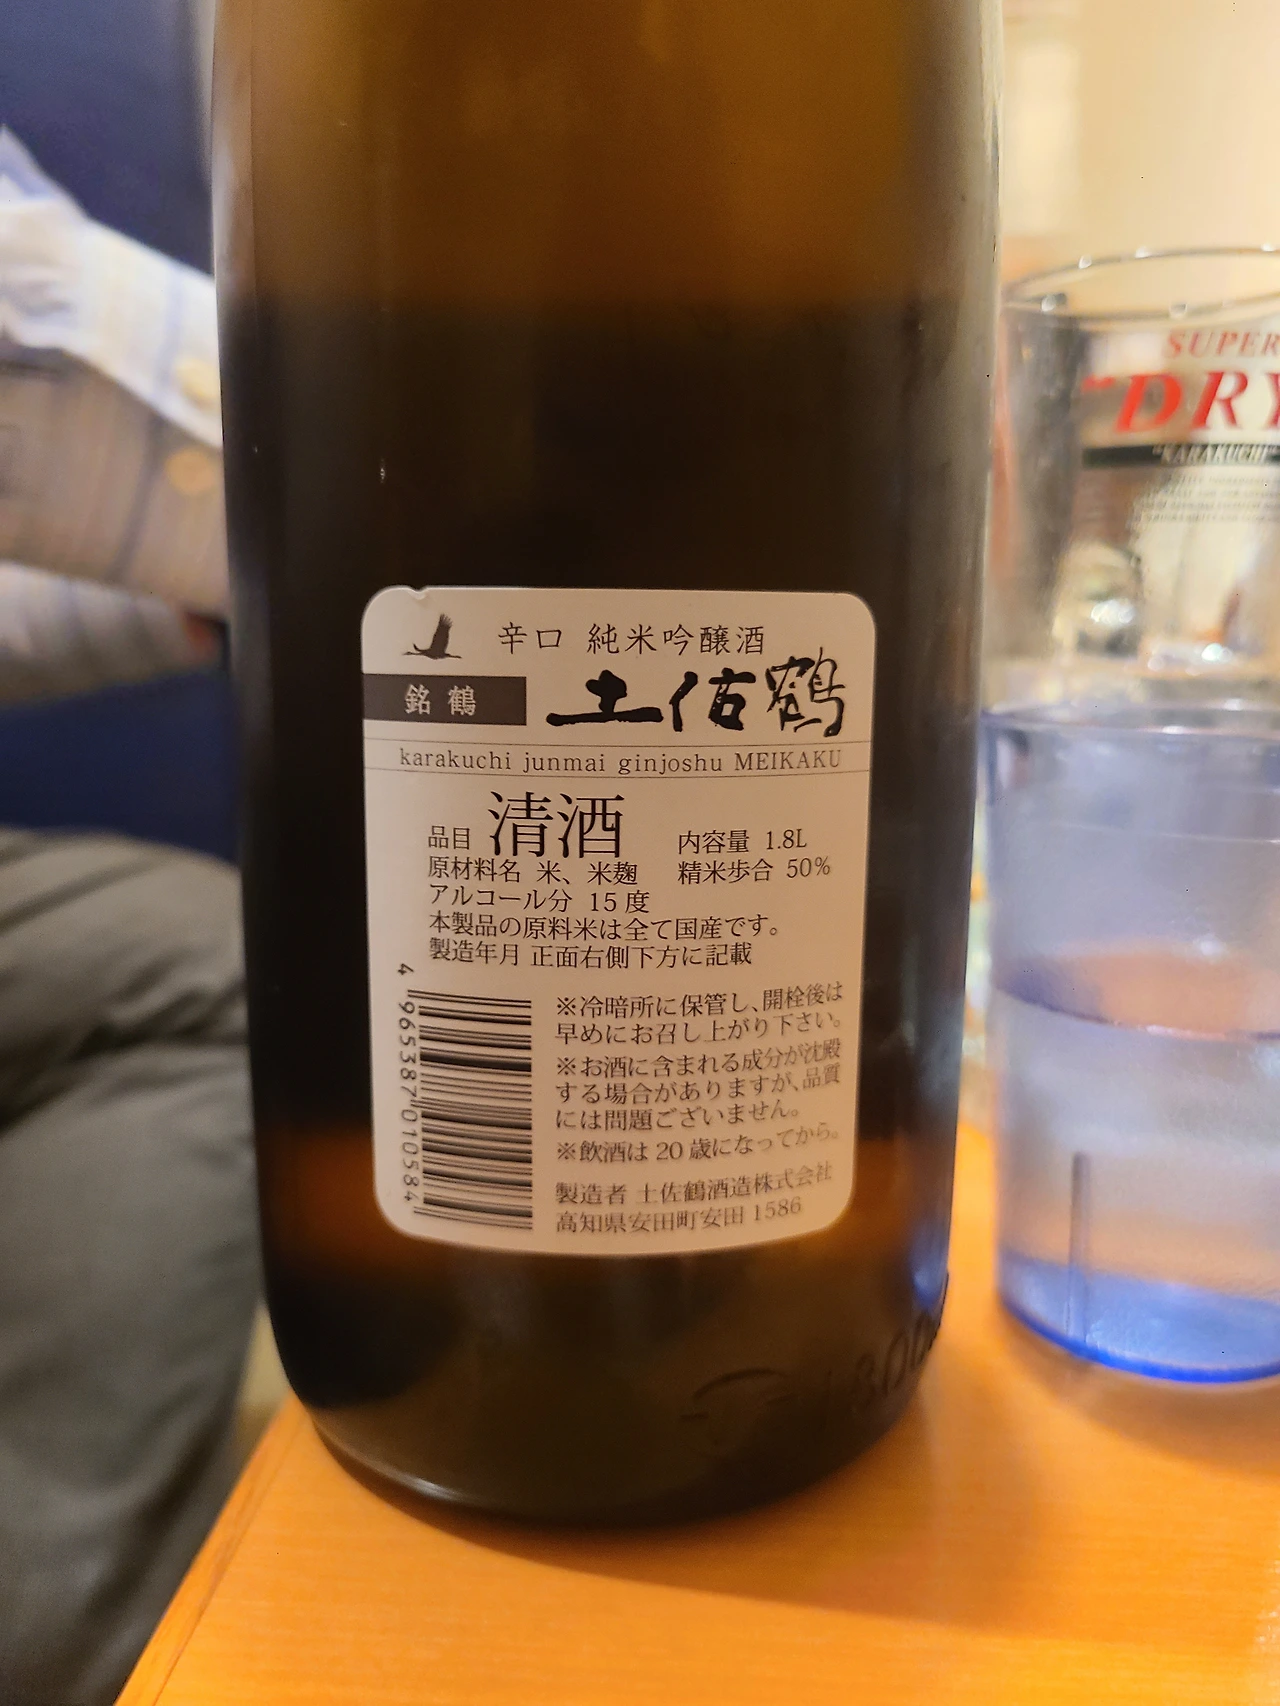 辛口 純米吟醸酒
銘鶴 土佐鶴
karakuchi junmai ginjoshu MEIKAKU
品目 清酒 内容量 1.8L
原材料名 米、米麹 精米歩合 50%
アルコール分 15度
本製品の原料米は全て国産です。
製造年月 正面右側下方に記載
※冷暗所に保管し、開栓後は
早めにお召し上がり下さい。
※お酒に含まれる成分が沈殿
する場合がありますが、品質
には問題ございません。
※飲酒は20歳になってから。
製造者 土佐鶴酒造株式会社
高知県安田町安田1586
4965387010584
SUPER
"DRY
"KARAKUCHI"